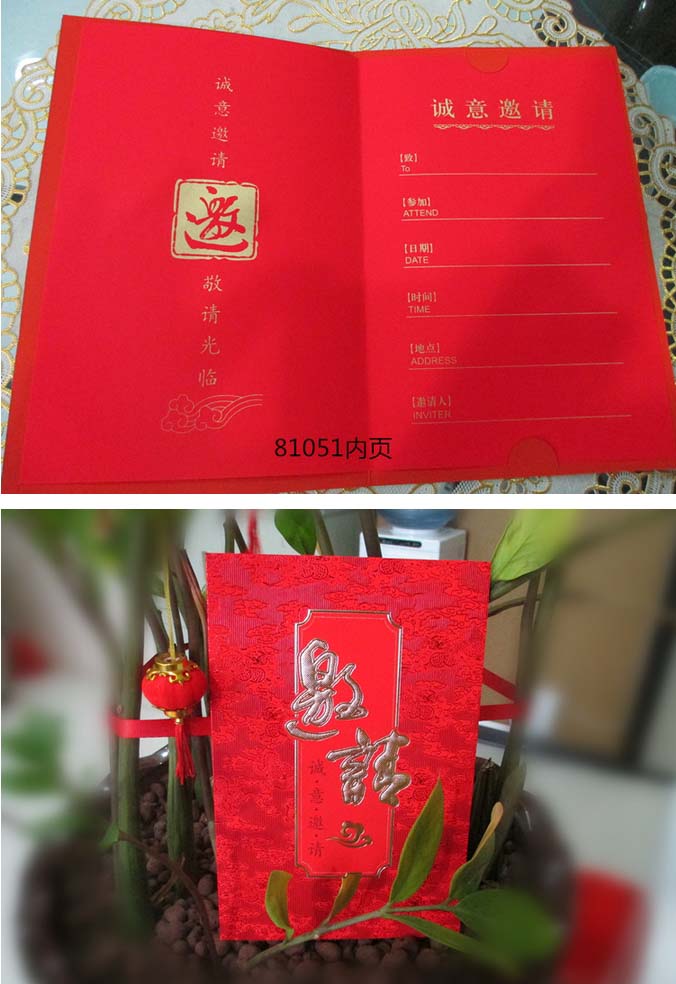 诚意邀请
邀
敬请光临
诚意邀请
【致】
To
【参加】
ATTEND
【日期】
DATE
【时间】
TIME
【地点】
ADDRESS
【邀请人】
INVITER
81051内页
邀請
诚·意·邀·请